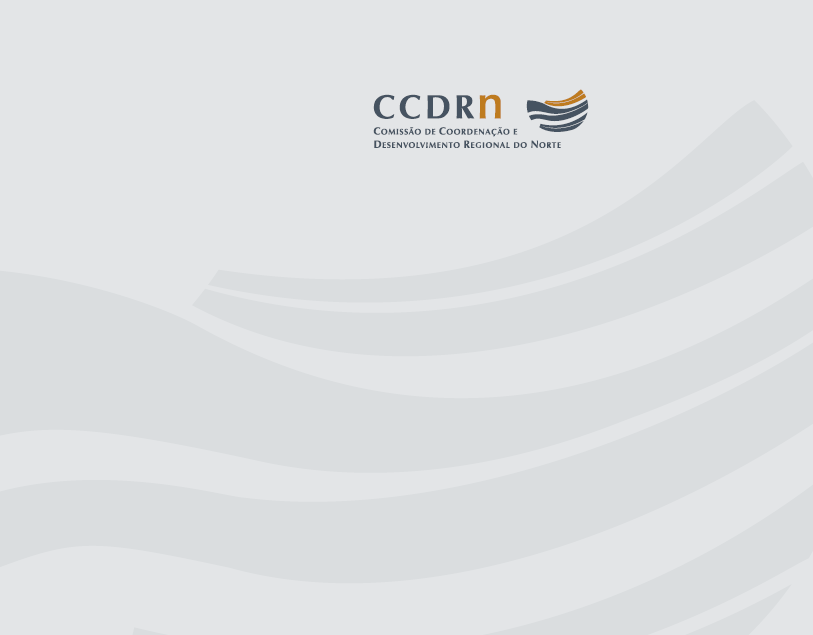 CCDRn
Comissão de Coordenação e
Desenvolvimento Regional do Norte